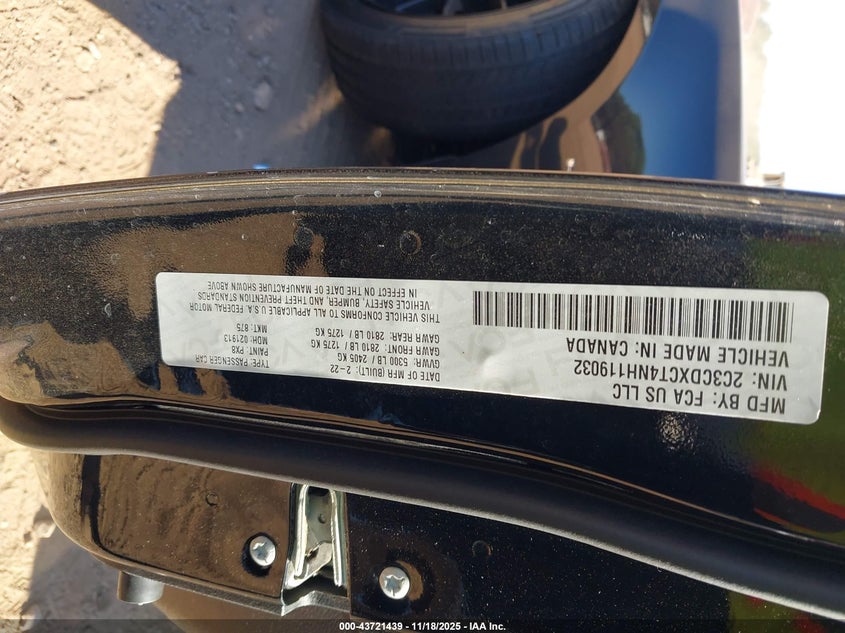 MFD BY: FCA US LLC
VIN: 2C3CDXCT4NH119032
VEHICLE MADE IN: CANADA
DATE OF MFR (BUILT): 2-22
GVWR: 5300 LB / 2405 KG
GAWR FRONT: 2810 LB / 1275 KG
GAWR REAR: 2810 LB / 1275 KG
TYPE: PASSENGER CAR
PAINT: PX8
MDH: 021913
MKT: 875
THIS VEHICLE CONFORMS TO ALL APPLICABLE U.S.A. FEDERAL MOTOR
VEHICLE SAFETY, BUMPER, AND THEFT PREVENTION STANDARDS
IN EFFECT ON THE DATE OF MANUFACTURE SHOWN ABOVE
000-43721439 - 11/18/2025 - IAA Inc.